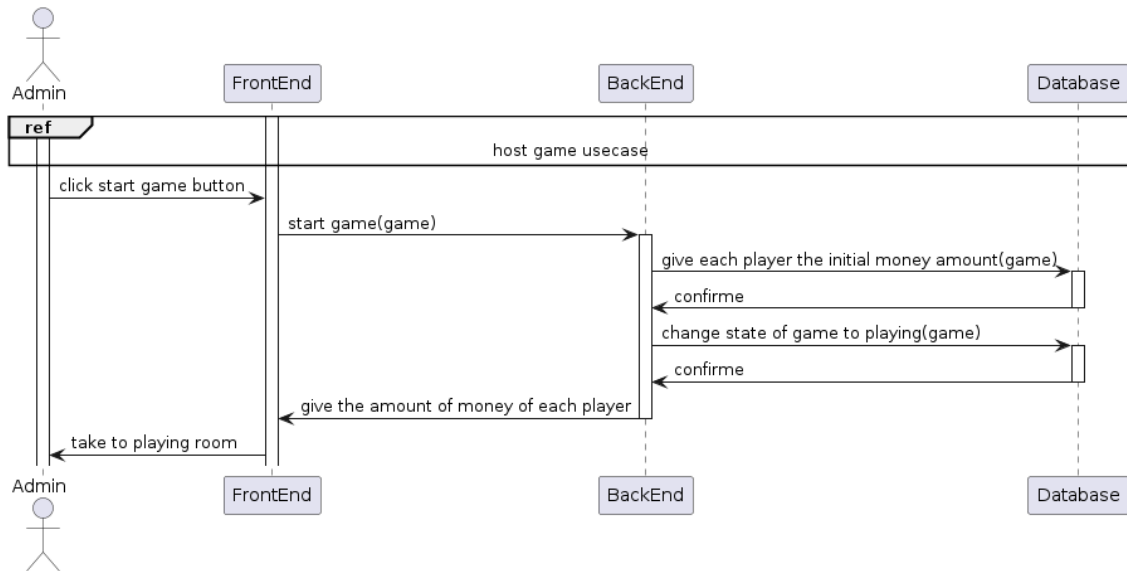 Admin
FrontEnd
BackEnd
Database
ref
host game usecase
click start game button
start game(game)
give each player the initial money amount(game)
confirme
change state of game to playing(game)
confirme
give the amount of money of each player
take to playing room
Admin
FrontEnd
BackEnd
Database